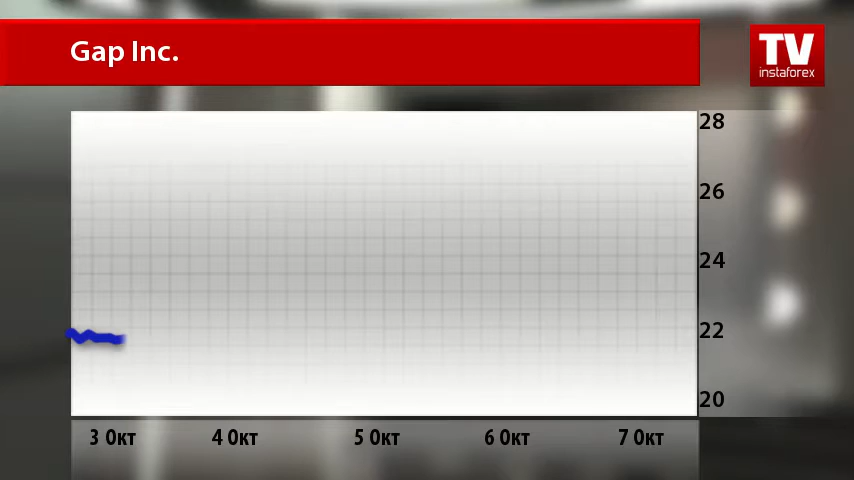 Gap Inc.
TV
instaforex
28
26
24
22
20
3 Окт 4 Окт 5 Окт 6 Окт 7 Окт